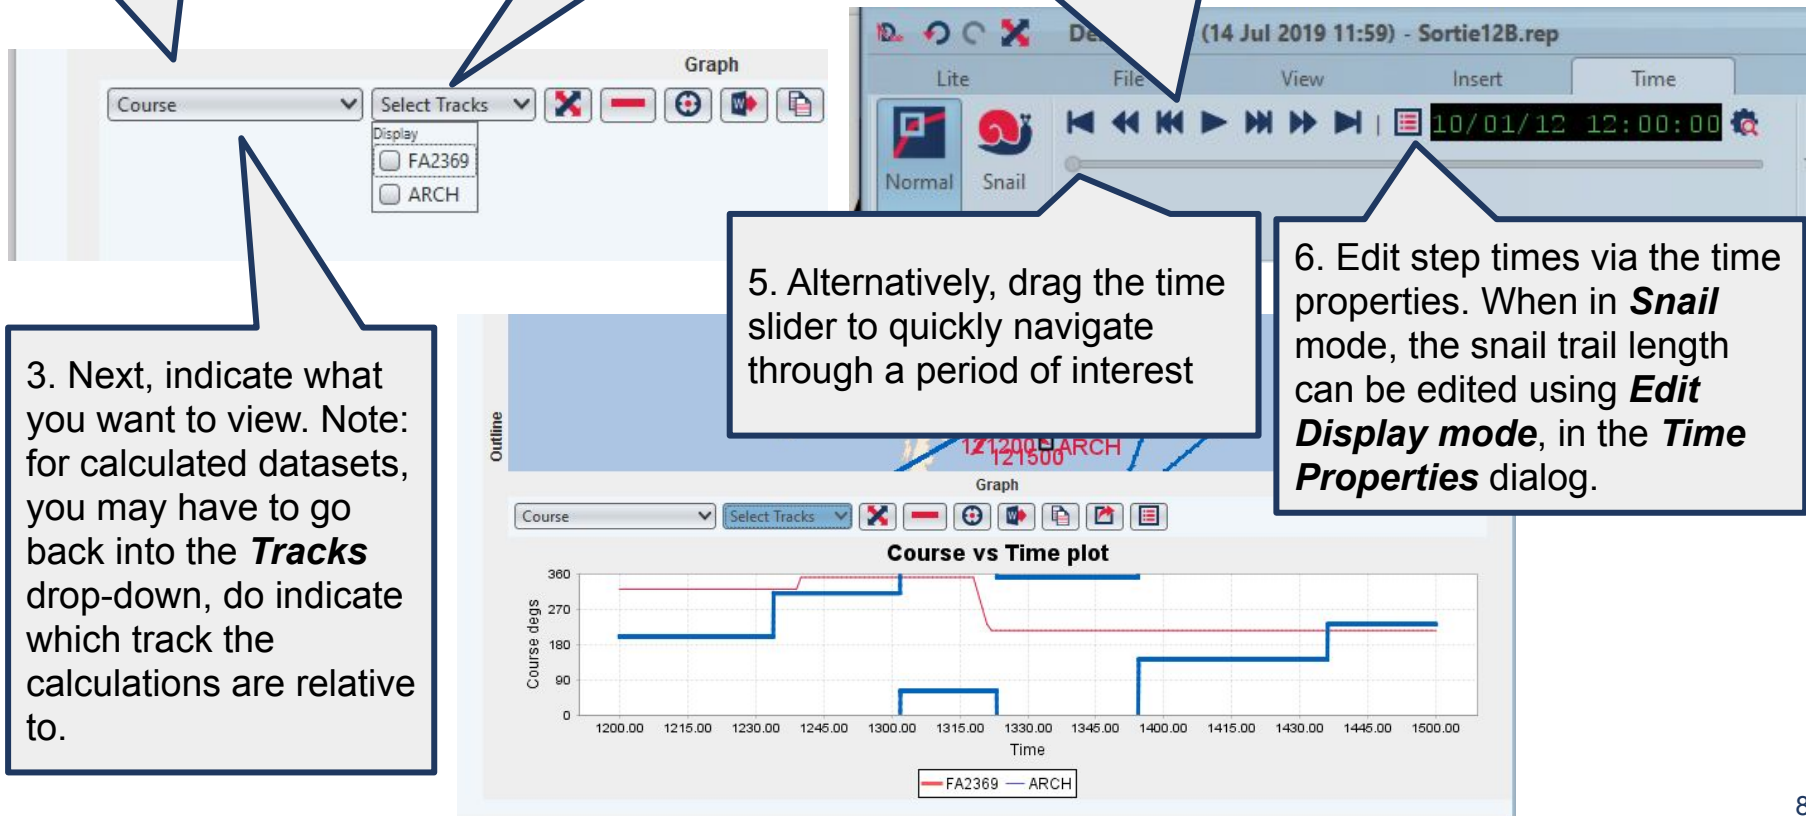 Graph
Course
Select Tracks
Display
FA2369
ARCH
(14 Jul 2019 11:59) - Sortie12B.rep
Lite
File
View
Insert
Time
10/01/12 12:00:00
Normal
Snail
3. Next, indicate what
you want to view. Note:
for calculated datasets,
you may have to go
back into the Tracks
drop-down, do indicate
which track the
calculations are relative
to.
5. Alternatively, drag the time
slider to quickly navigate
through a period of interest
6. Edit step times via the time
properties. When in Snail
mode, the snail trail length
can be edited using Edit
Display mode, in the Time
Properties dialog.
Outline
121200
ARCH
121500
Graph
Course
Select Tracks
Course vs Time plot
Course degs
360
270
180
90
0
1200.00 1215.00 1230.00 1245.00 1300.00 1315.00 1330.00 1345.00 1400.00 1415.00 1430.00 1445.00 1500.00
Time
FA2369 ARCH
8